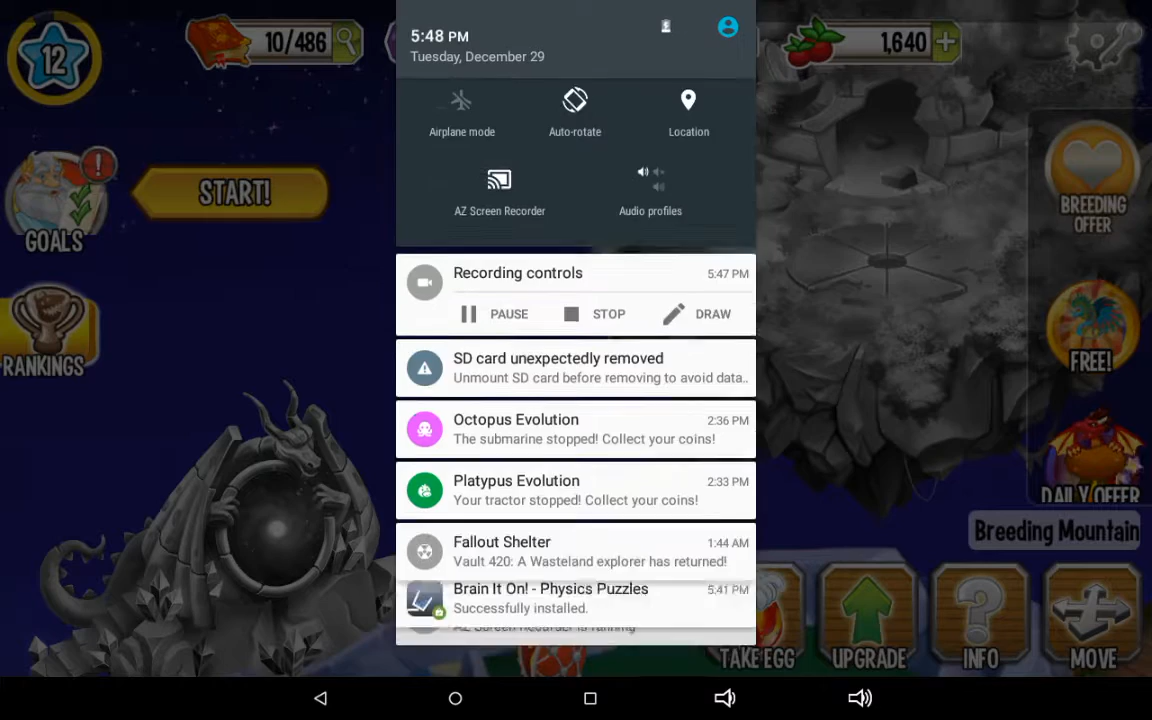 5:48 PM
Tuesday, December 29
12
10/486
1,640
Airplane mode
Auto-rotate
Location
AZ Screen Recorder
Audio profiles
GOALS
START!
RANKINGS
BREEDING
OFFER
FREE!
DAILY OFFER
Breeding Mountain
Recording controls
5:47 PM
PAUSE
STOP
DRAW
SD card unexpectedly removed
Unmount SD card before removing to avoid data..
Octopus Evolution
2:36 PM
The submarine stopped! Collect your coins!
Platypus Evolution
2:33 PM
Your tractor stopped! Collect your coins!
Fallout Shelter
1:44 AM
Vault 420: A Wasteland explorer has returned!
Brain It On! - Physics Puzzles
5:41 PM
Successfully installed.
AZ Screen Recorder is running
TAKE EGG
UPGRADE
INFO
MOVE